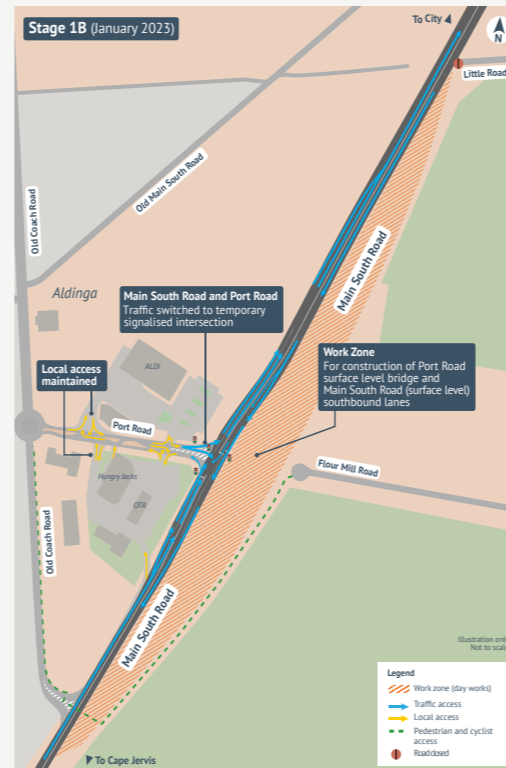 Stage 1B (January 2023)
To City
N
Little Road
Old Main South Road
Old Coach Road
Main South Road
Aldinga
Main South Road and Port Road
Traffic switched to temporary
signalised intersection
ALDI
Work Zone
For construction of Port Road
surface level bridge and
Main South Road (surface level)
southbound lanes
Local access
maintained
Port Road
Flour Mill Road
Hungry Jacks
OTR
Old Coach Road
Main South Road
Illustration only
Not to scale
Legend
Work zone (day works)
Traffic access
Local access
Pedestrian and cyclist
access
Road closed
To Cape Jervis